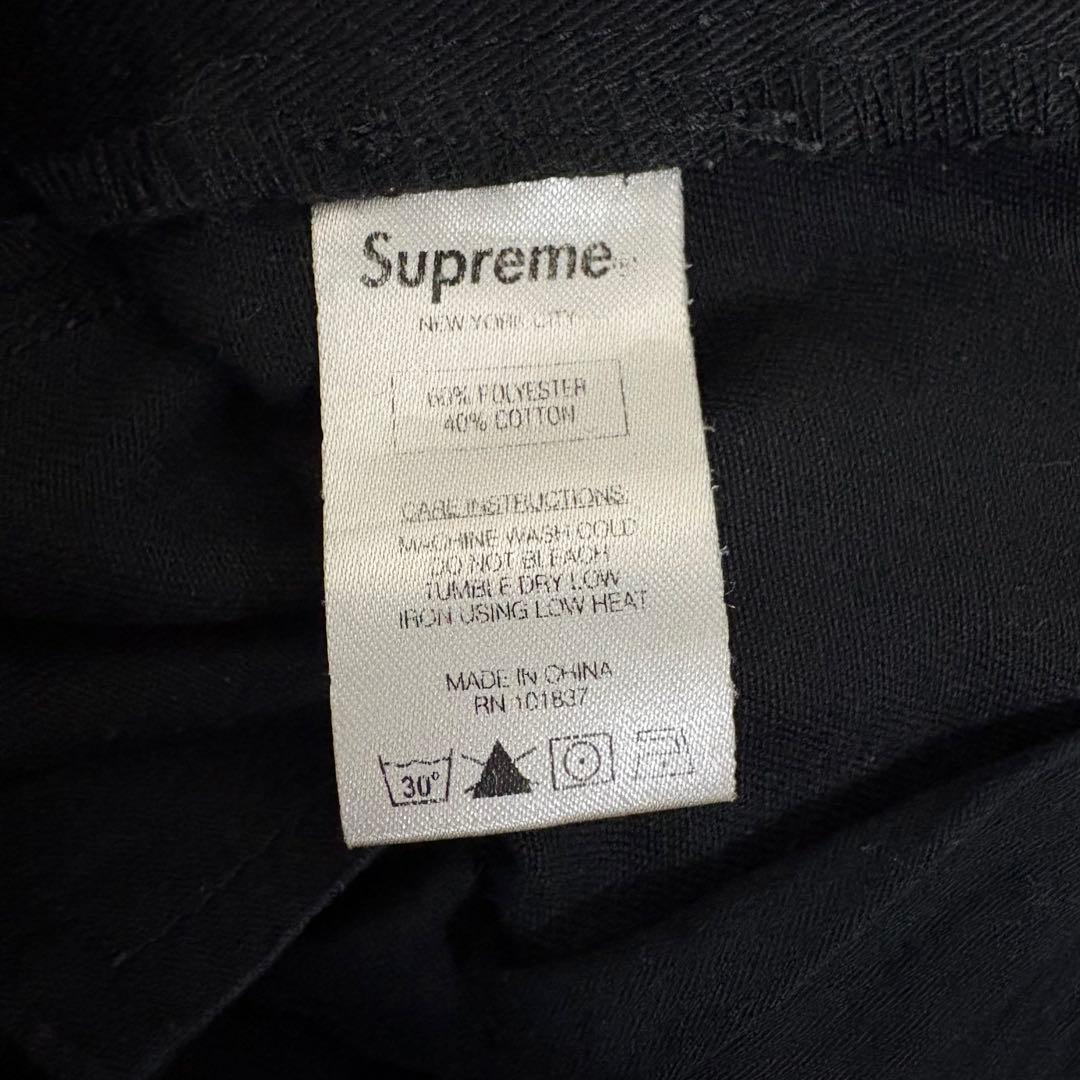 Supreme
NEW YORK CITY
60% POLYESTER
40% COTTON
CARE INSTRUCTIONS:
MACHINE WASH COLD
DO NOT BLEACH
TUMBLE DRY LOW
IRON USING LOW HEAT
MADE IN CHINA
RN 101837
30°